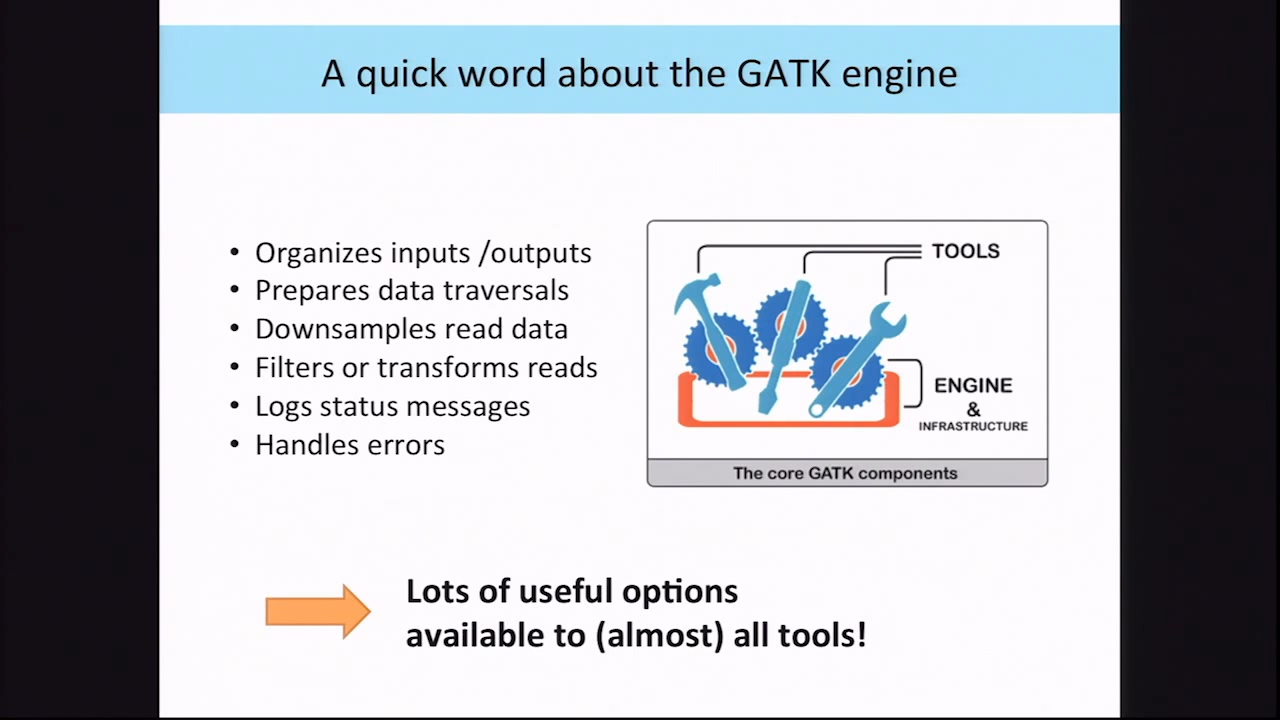 A quick word about the GATK engine
• Organizes inputs /outputs
• Prepares data traversals
• Downsamples read data
• Filters or transforms reads
• Logs status messages
• Handles errors
TOOLS
ENGINE
&
INFRASTRUCTURE
The core GATK components
Lots of useful options
available to (almost) all tools!